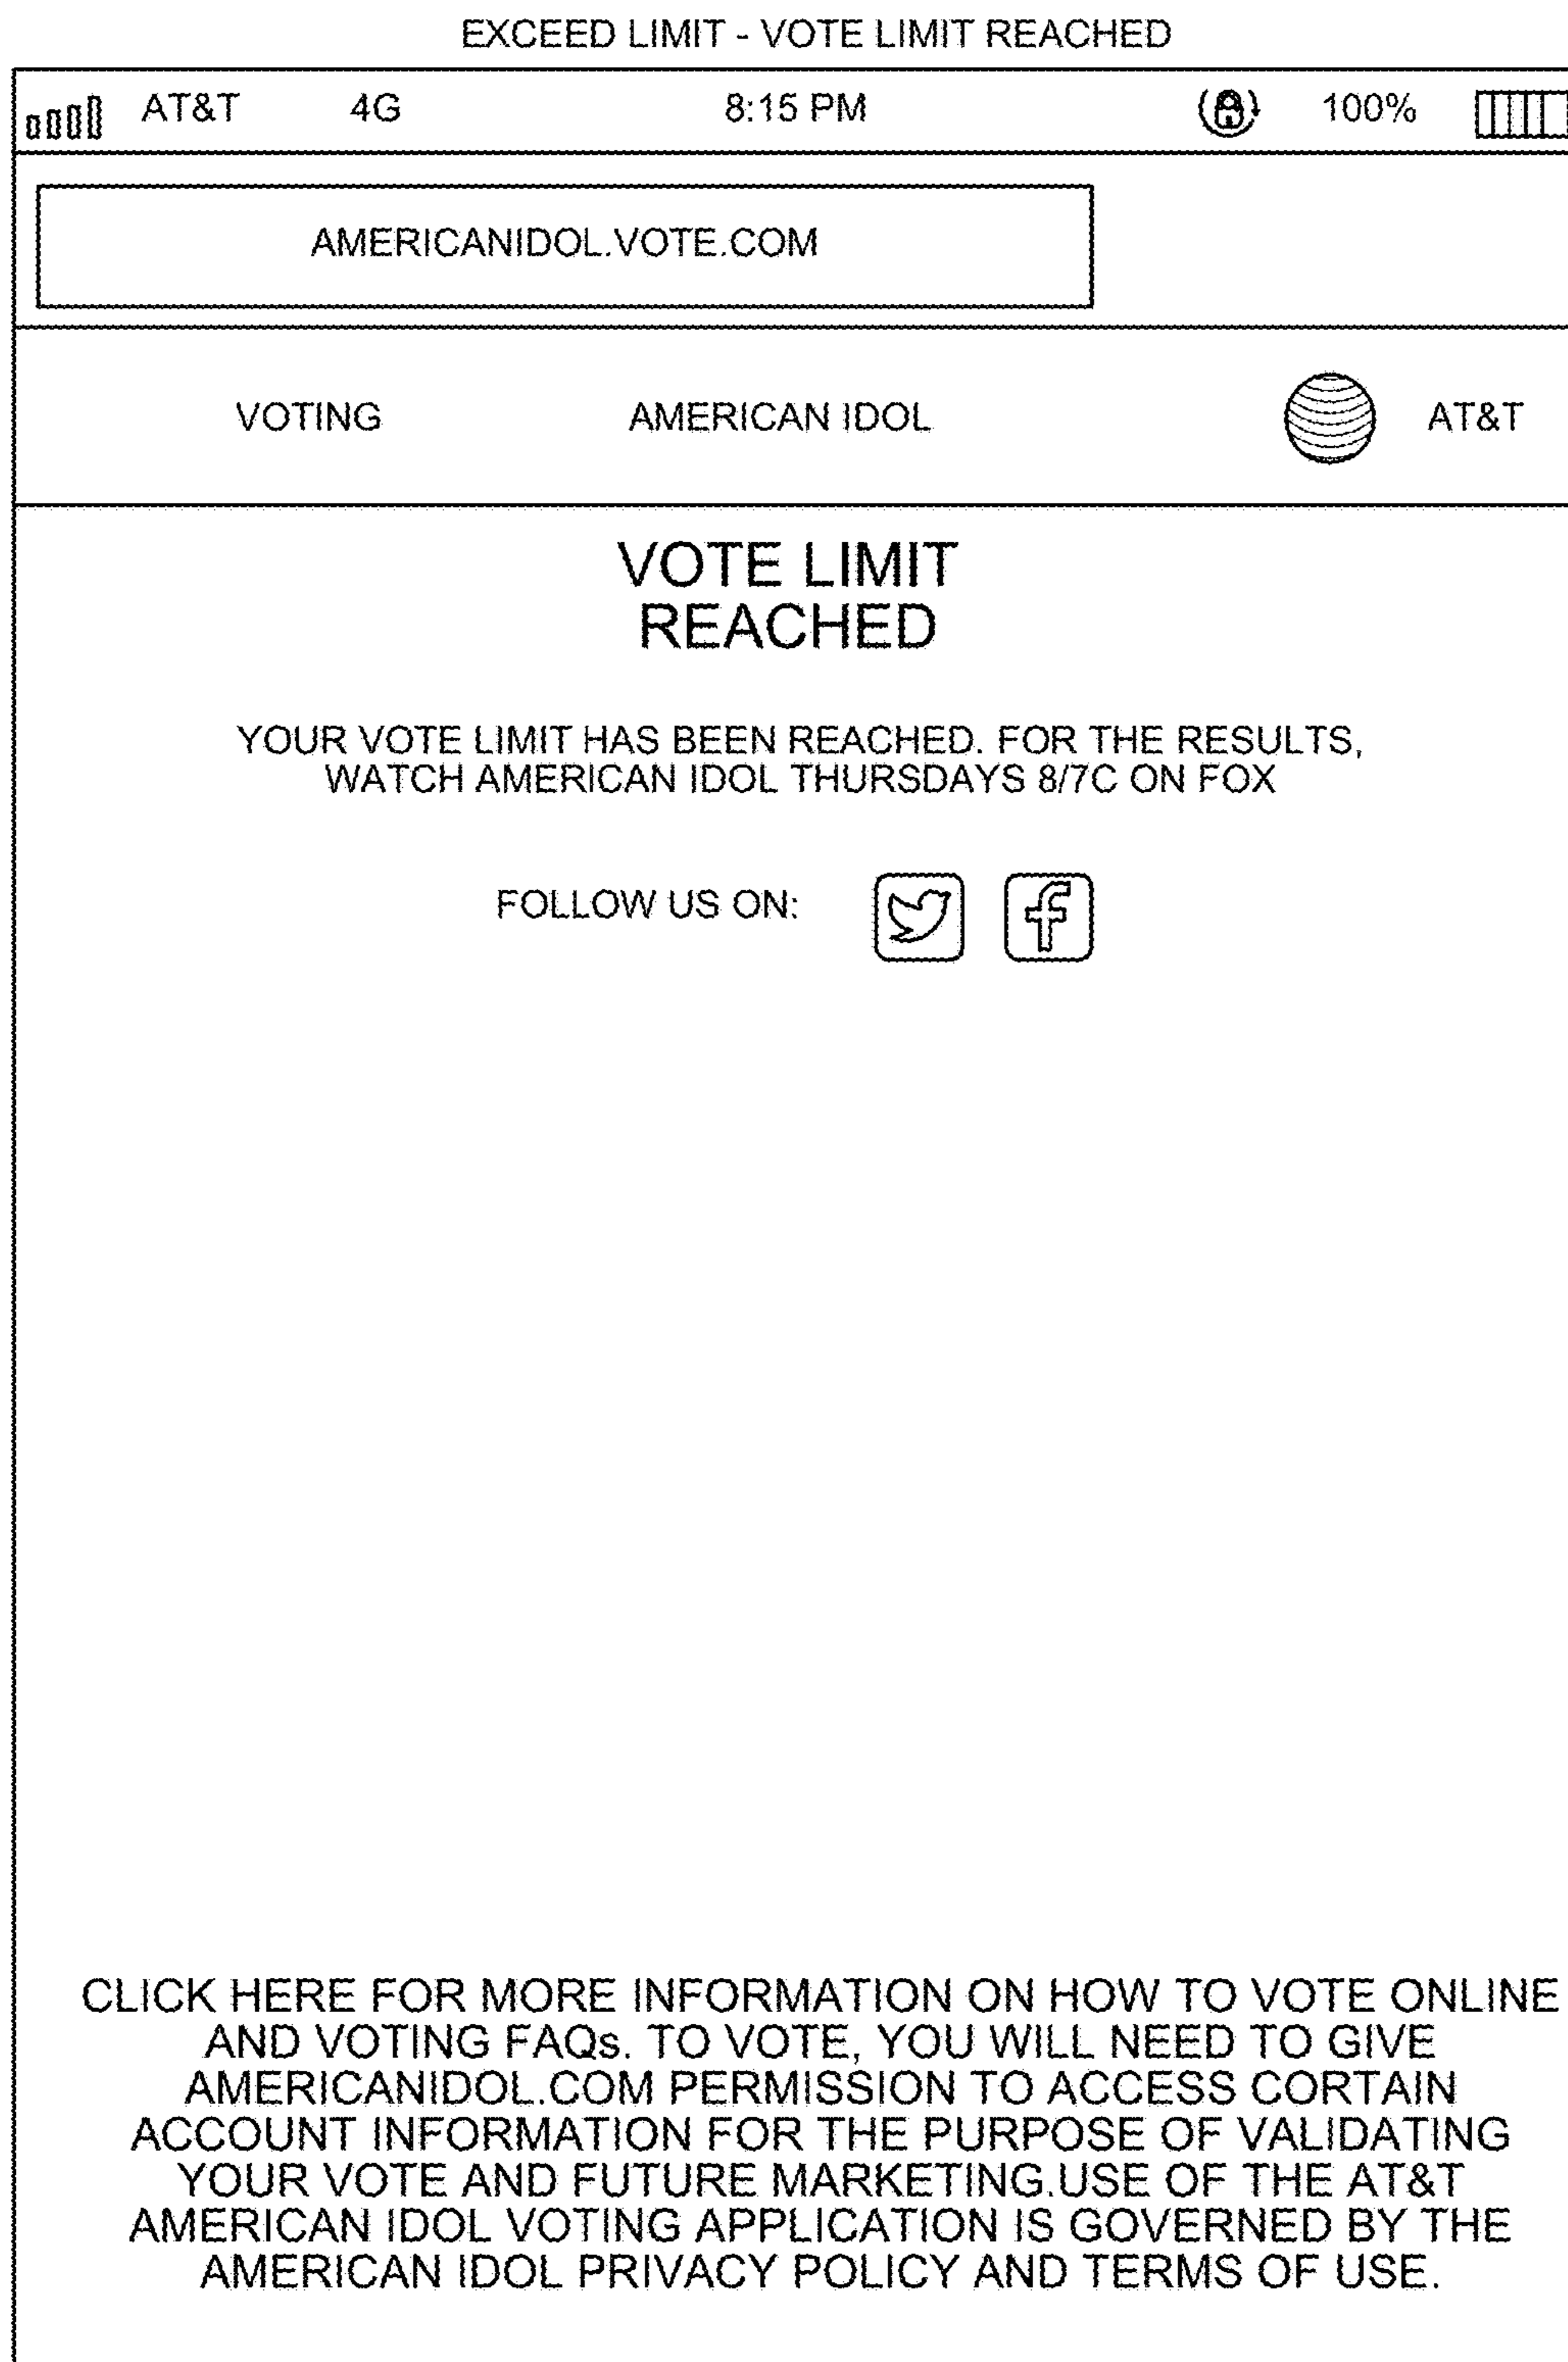 EXCEED LIMIT - VOTE LIMIT REACHED
AT&T 4G 8:15 PM 100%
AMERICANIDOL.VOTE.COM
VOTING AMERICAN IDOL AT&T
VOTE LIMIT
REACHED
YOUR VOTE LIMIT HAS BEEN REACHED. FOR THE RESULTS,
WATCH AMERICAN IDOL THURSDAYS 8/7C ON FOX
FOLLOW US ON:
CLICK HERE FOR MORE INFORMATION ON HOW TO VOTE ONLINE
AND VOTING FAQs. TO VOTE, YOU WILL NEED TO GIVE
AMERICANIDOL.COM PERMISSION TO ACCESS CORTAIN
ACCOUNT INFORMATION FOR THE PURPOSE OF VALIDATING
YOUR VOTE AND FUTURE MARKETING.USE OF THE AT&T
AMERICAN IDOL VOTING APPLICATION IS GOVERNED BY THE
AMERICAN IDOL PRIVACY POLICY AND TERMS OF USE.